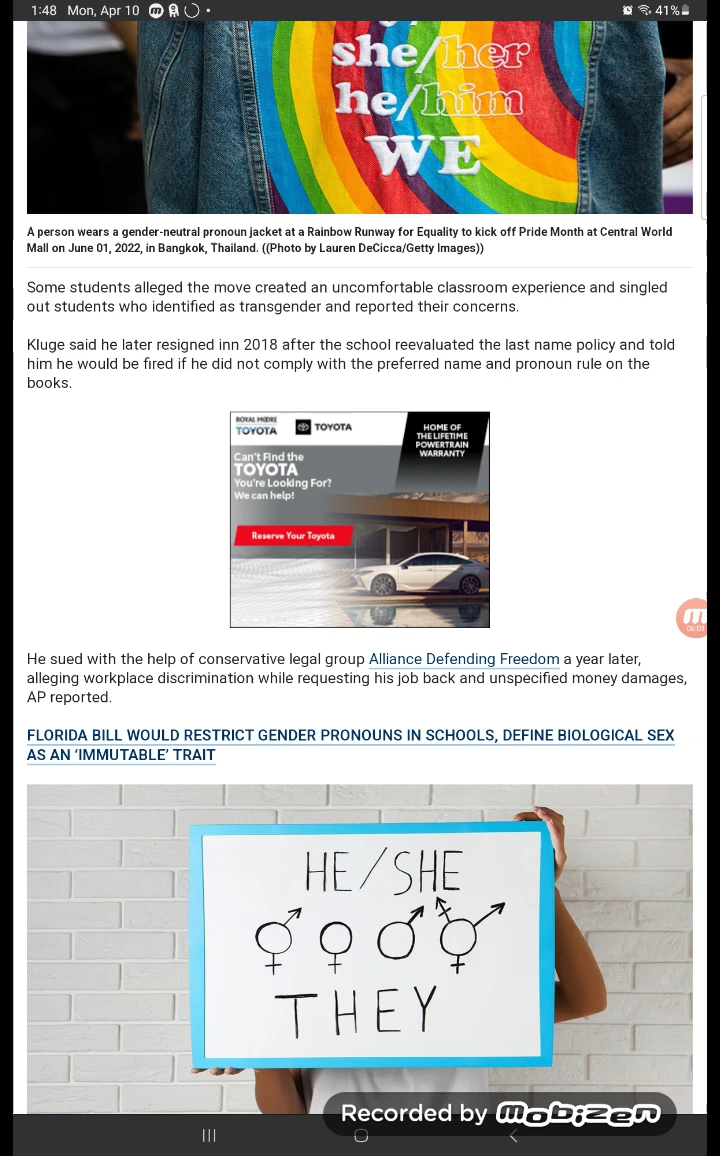 1:48 Mon, Apr 10
41%
she/her
he/him
WE
A person wears a gender-neutral pronoun jacket at a Rainbow Runway for Equality to kick off Pride Month at Central World
Mall on June 01, 2022, in Bangkok, Thailand. ((Photo by Lauren DeCicca/Getty Images))
Some students alleged the move created an uncomfortable classroom experience and singled
out students who identified as transgender and reported their concerns.
Kluge said he later resigned inn 2018 after the school reevaluated the last name policy and told
him he would be fired if he did not comply with the preferred name and pronoun rule on the
books.
ROYAL MOORE
TOYOTA
TOYOTA
HOME OF
THE LIFETIME
POWERTRAIN
WARRANTY
Can't Find the
TOYOTA
You're Looking For?
We can help!
Reserve Your Toyota
06:01
He sued with the help of conservative legal group Alliance Defending Freedom a year later,
alleging workplace discrimination while requesting his job back and unspecified money damages,
AP reported.
FLORIDA BILL WOULD RESTRICT GENDER PRONOUNS IN SCHOOLS, DEFINE BIOLOGICAL SEX
AS AN ‘IMMUTABLE’ TRAIT
HE/SHE
THEY
Recorded by Mobizen